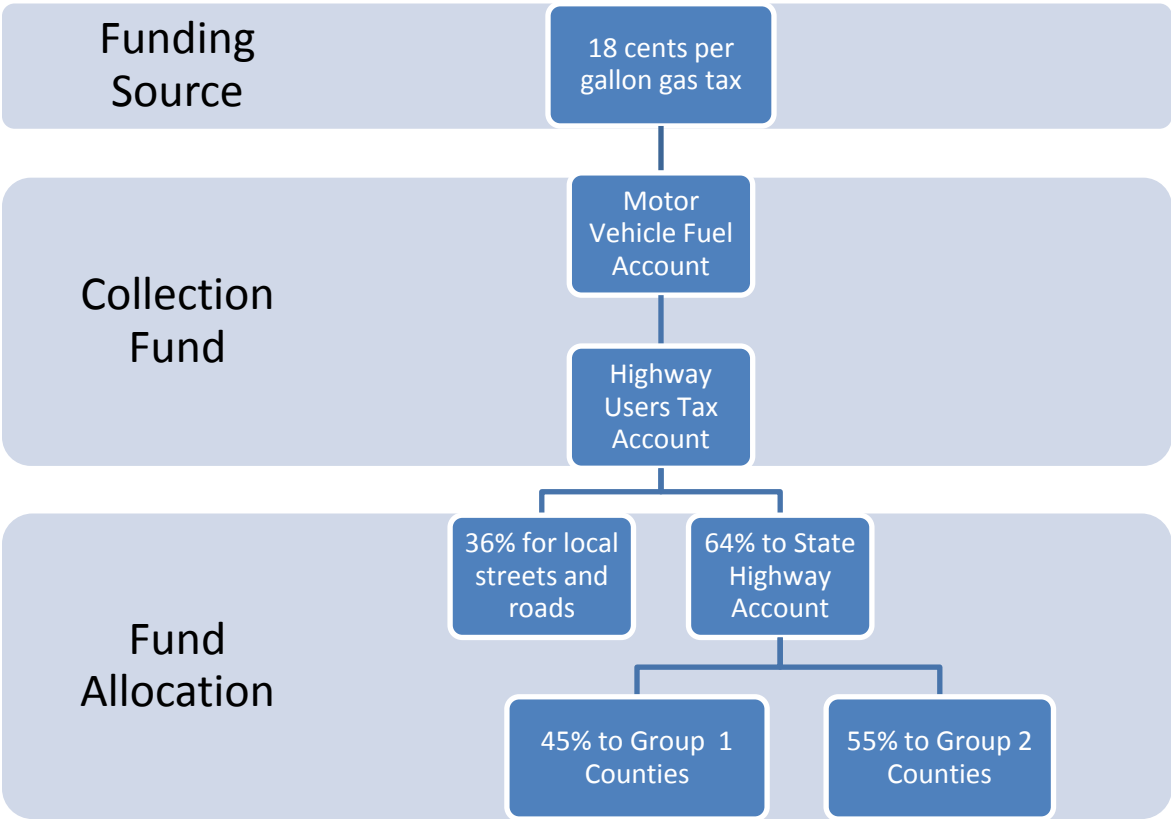 Funding
Source
18 cents per
gallon gas tax
Collection
Fund
Motor
Vehicle Fuel
Account
Highway
Users Tax
Account
Fund
Allocation
36% for local
streets and
roads
64% to State
Highway
Account
45% to Group 1
Counties
55% to Group 2
Counties